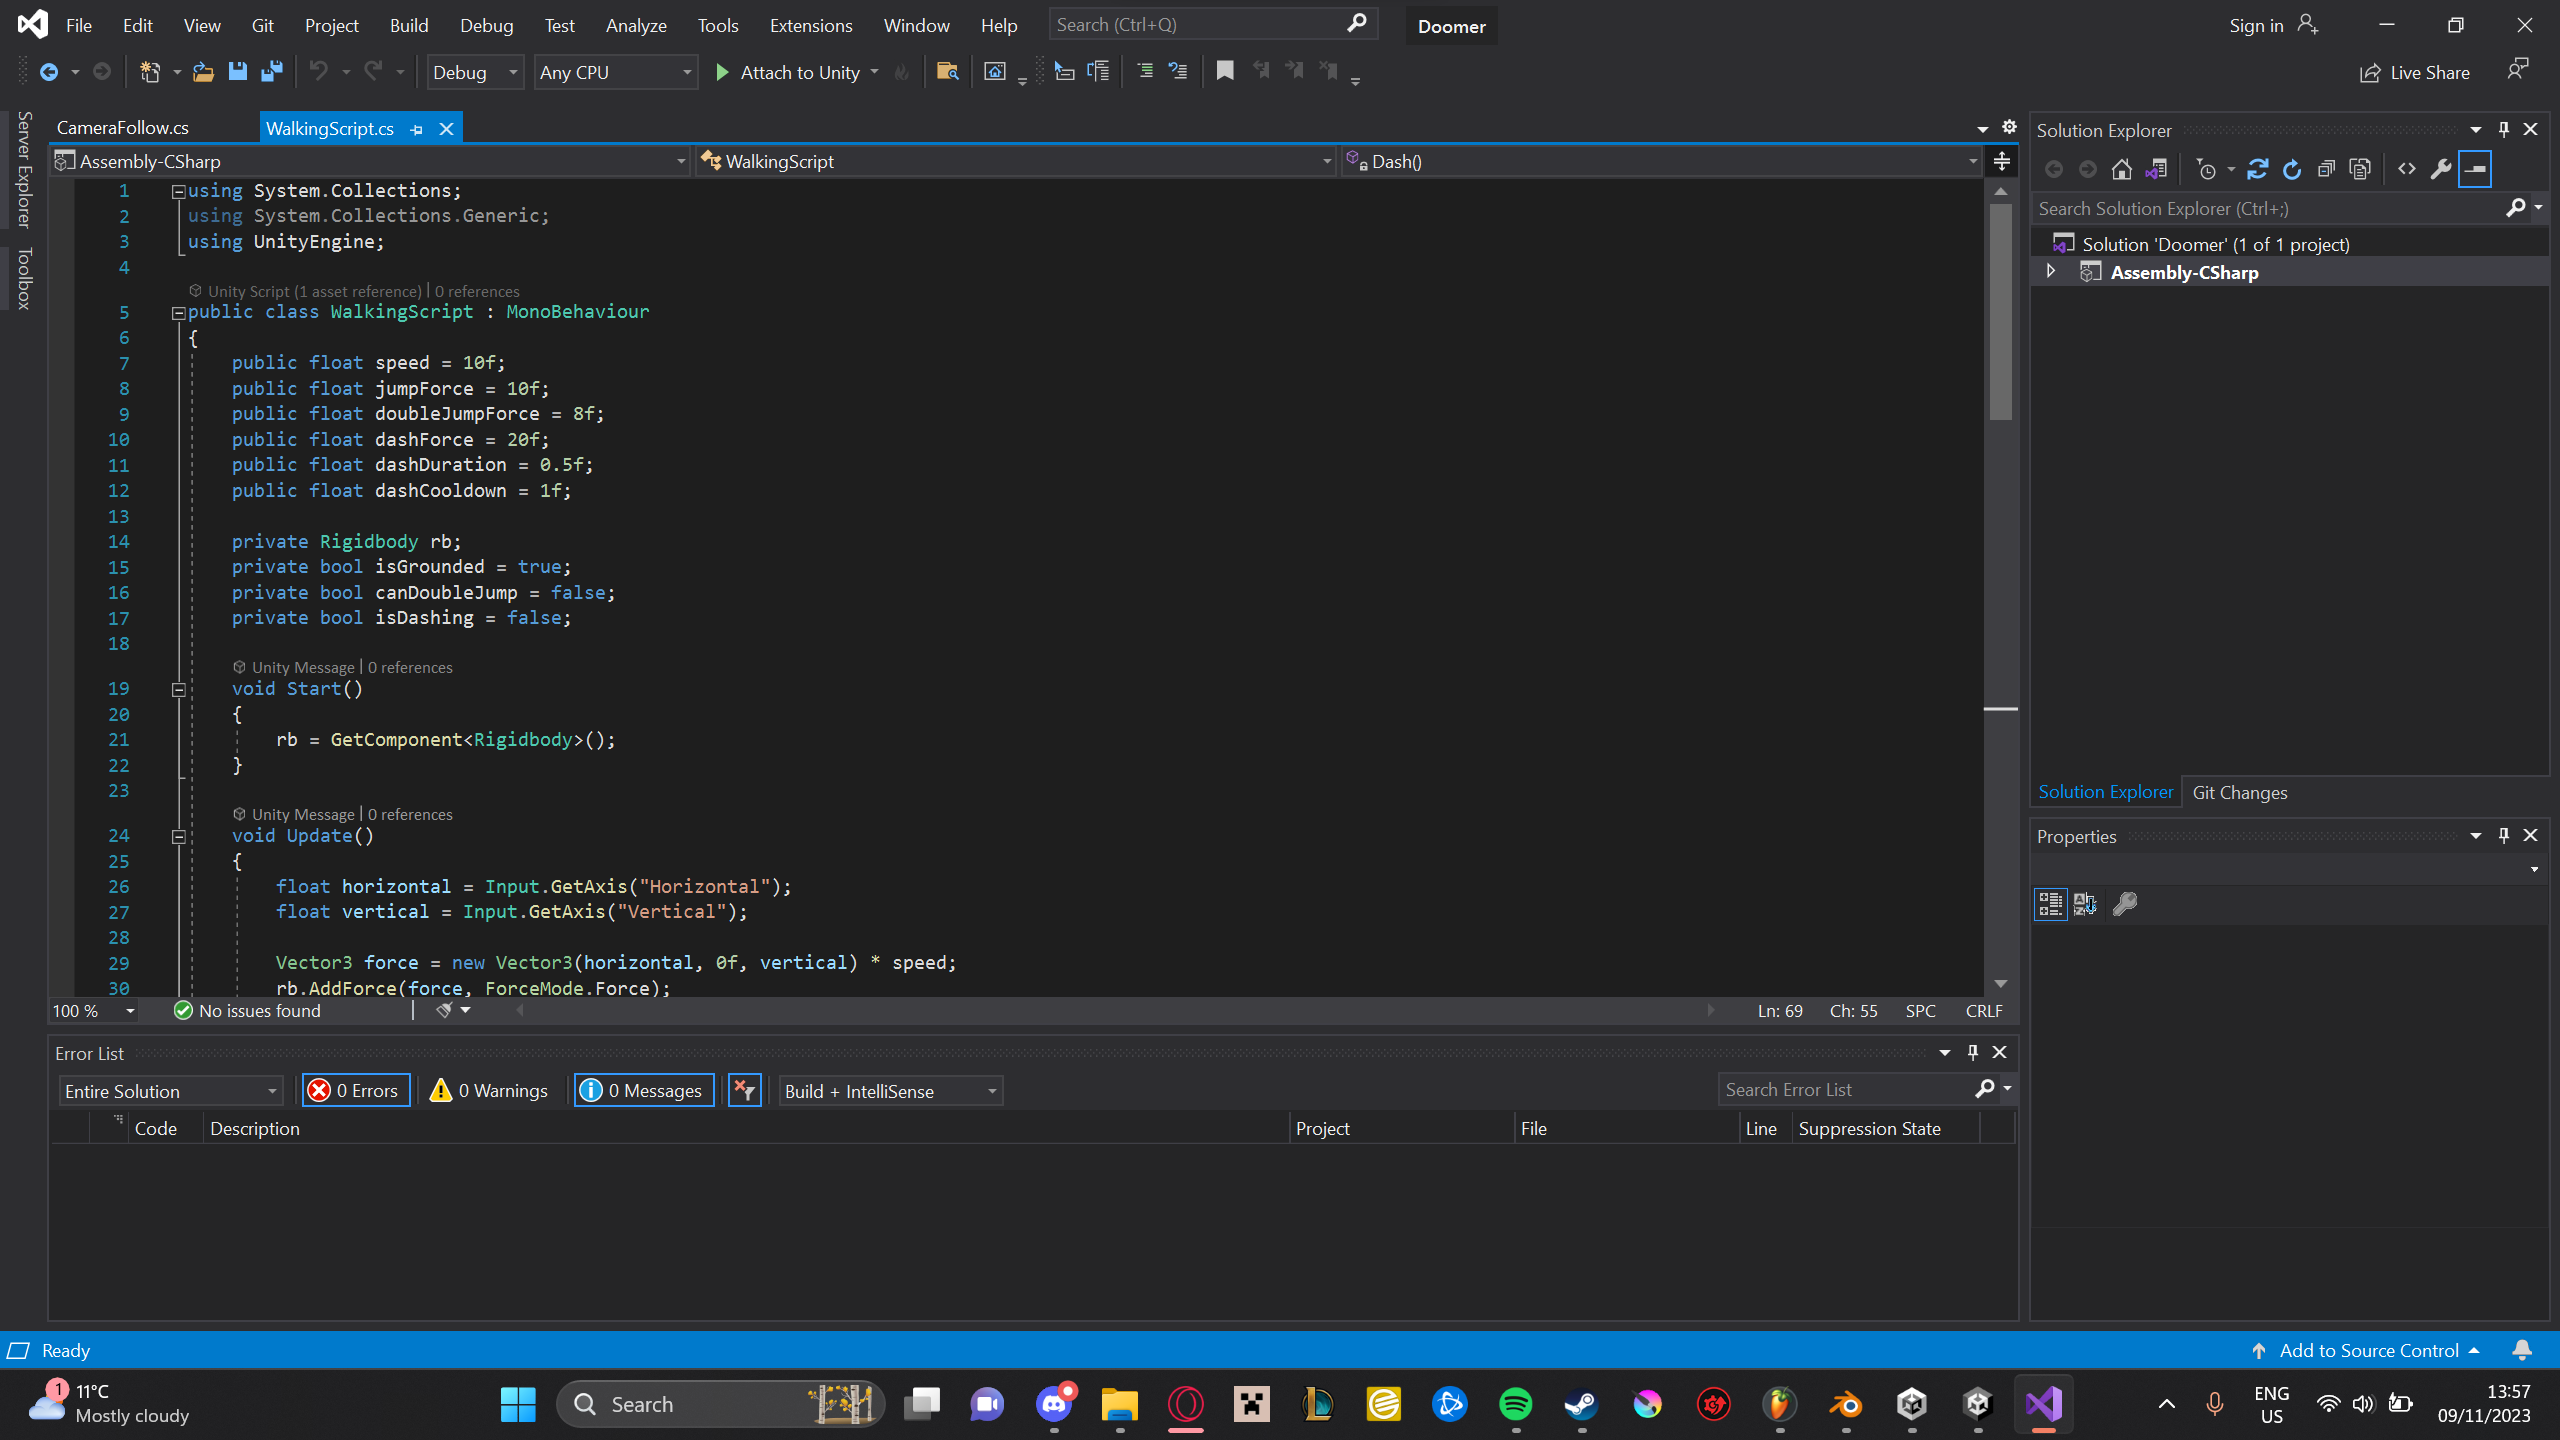 File Edit View Git Project Build Debug Test Analyze Tools Extensions Window Help Search (Ctrl+Q) Doomer Sign in
Debug Any CPU Attach to Unity Live Share
Server Explorer
Toolbox
CameraFollow.cs WalkingScript.cs
Assembly-CSharp WalkingScript Dash()
1 using System.Collections;
2 using System.Collections.Generic;
3 using UnityEngine;
4
Unity Script (1 asset reference) | 0 references
5 public class WalkingScript : MonoBehaviour
6 {
7 public float speed = 10f;
8 public float jumpForce = 10f;
9 public float doubleJumpForce = 8f;
10 public float dashForce = 20f;
11 public float dashDuration = 0.5f;
12 public float dashCooldown = 1f;
13
14 private Rigidbody rb;
15 private bool isGrounded = true;
16 private bool canDoubleJump = false;
17 private bool isDashing = false;
18
Unity Message | 0 references
19 void Start()
20 {
21 rb = GetComponent<Rigidbody>();
22 }
23
Unity Message | 0 references
24 void Update()
25 {
26 float horizontal = Input.GetAxis("Horizontal");
27 float vertical = Input.GetAxis("Vertical");
28
29 Vector3 force = new Vector3(horizontal, 0f, vertical) * speed;
30 rb.AddForce(force, ForceMode.Force);
100 % No issues found Ln: 69 Ch: 55 SPC CRLF
Solution Explorer
Search Solution Explorer (Ctrl+;)
Solution 'Doomer' (1 of 1 project)
Assembly-CSharp
Solution Explorer Git Changes
Properties
Error List
Entire Solution 0 Errors 0 Warnings 0 Messages Build + IntelliSense Search Error List
Code Description Project File Line Suppression State
Ready Add to Source Control
1
11°C
Mostly cloudy
Search
ENG
US
13:57
09/11/2023